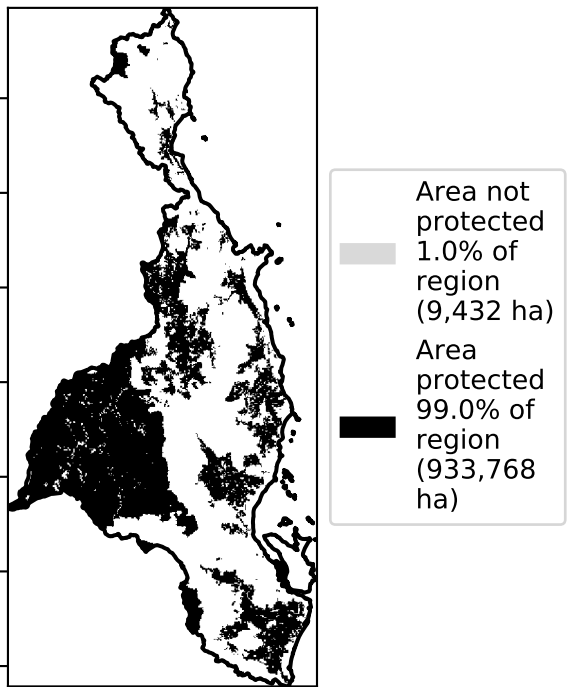 Area not
protected
1.0% of
region
(9,432 ha)
Area
protected
99.0% of
region
(933,768
ha)